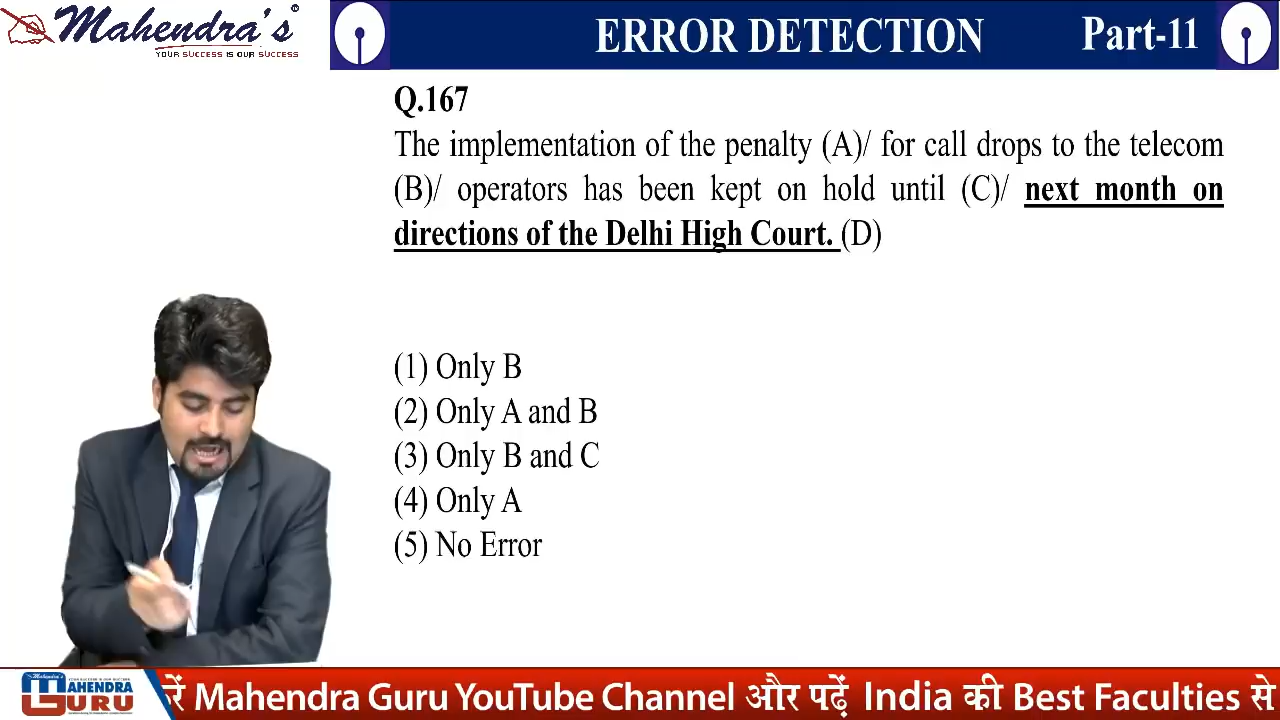 Mahendra's
YOUR SUCCESS IS OUR SUCCESS
ERROR DETECTION
Part-11
Q.167
The implementation of the penalty (A)/ for call drops to the telecom
(B)/ operators has been kept on hold until (C)/ next month on
directions of the Delhi High Court. (D)
(1) Only B
(2) Only A and B
(3) Only B and C
(4) Only A
(5) No Error
MAHENDRA
GURU
रें Mahendra Guru YouTube Channel और पढ़ें India की Best Faculties से